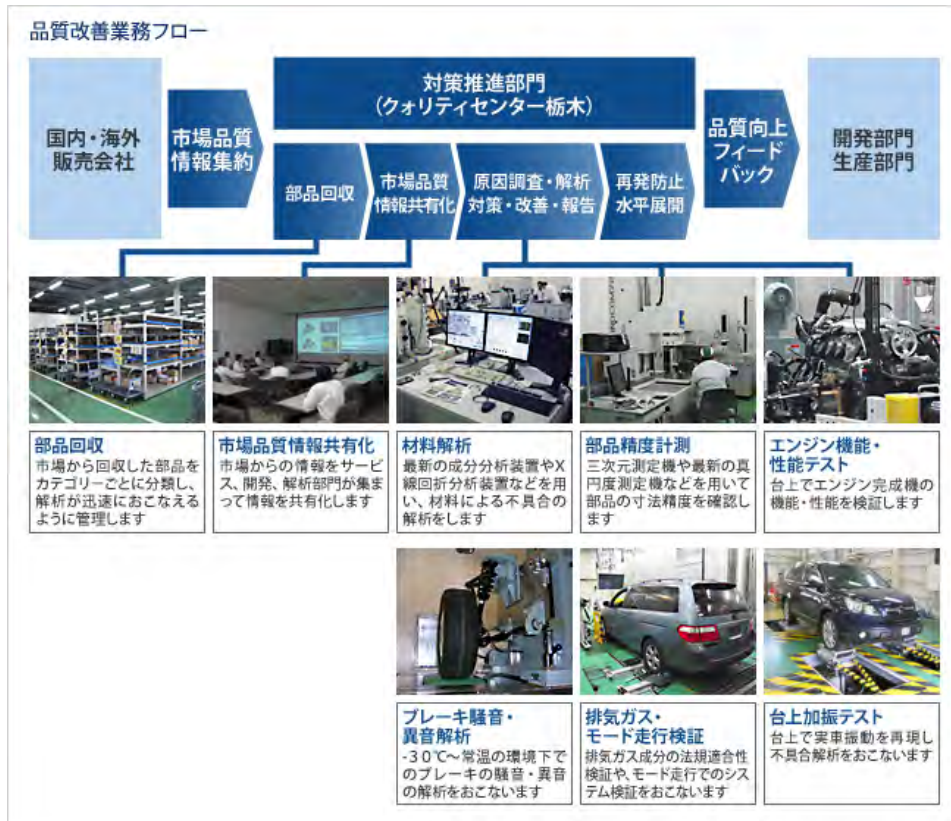 品質改善業務フロー
国内・海外
販売会社
市場品質
情報集約
対策推進部門
(クォリティセンター栃木)
部品回収
市場品質
情報共有化
原因調査・解析
対策・改善・報告
再発防止
水平展開
品質向上
フィード
バック
開発部門
生産部門
部品回収
市場から回収した部品を
カテゴリーごとに分類し、
解析が迅速におこなえる
ように管理します
市場品質情報共有化
市場からの情報をサービ
ス、開発、解析部門が集ま
って情報を共有化します
材料解析
最新の成分分析装置やX
線回折分析装置などを用
い、材料による不具合の
解析をします
部品精度計測
三次元測定機や最新の真
円度測定機などを用いて
部品の寸法精度を確認し
ます
エンジン機能・
性能テスト
台上でエンジン完成機の
機能・性能を検証します
ブレーキ騒音・
異音解析
-30℃～常温の環境下で
のブレーキの騒音・異音
の解析をおこないます
排気ガス・
モード走行検証
排気ガス成分の法規適合性
検証や、モード走行でのシス
テム検証をおこないます
台上加振テスト
台上で実車振動を再現し
不具合解析をおこないます